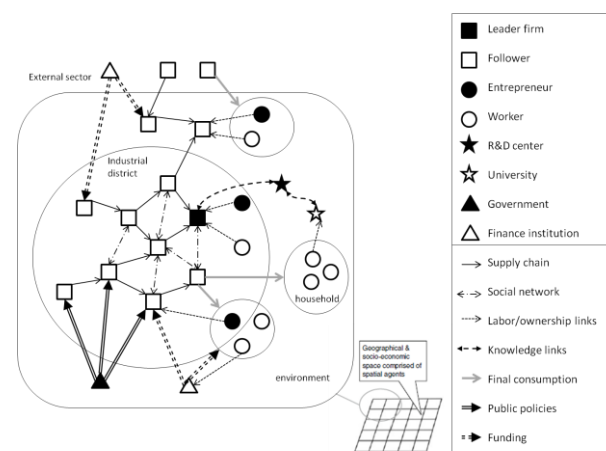 External sector
Industrial
district
household
environment
Geographical &
socio-economic
space comprised of
spatial agents
Leader firm
Follower
Entrepreneur
Worker
R&D center
University
Government
Finance institution
Supply chain
Social network
Labor/ownership links
Knowledge links
Final consumption
Public policies
Funding